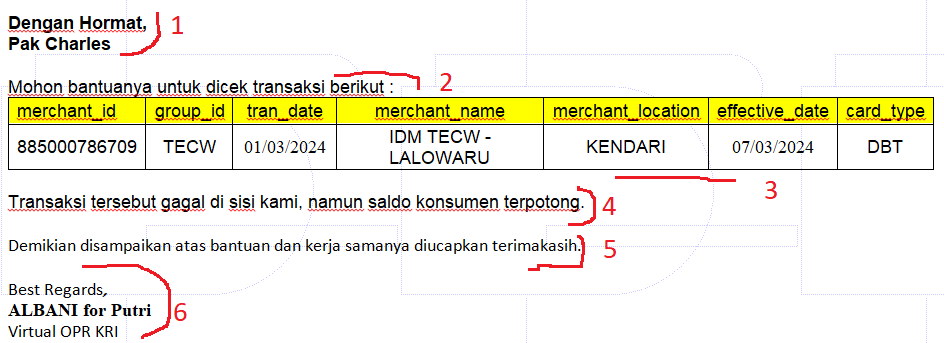 Dengan Hormat, 1
Pak Charles
Mohon bantuanya untuk dicek transaksi berikut : 2
merchant_id group_id tran_date merchant_name merchant_location effective_date card_type
885000786709 TECW 01/03/2024 IDM TECW - LALOWARU KENDARI 07/03/2024 DBT
3
Transaksi tersebut gagal di sisi kami, namun saldo konsumen terpotong. 4
Demikian disampaikan atas bantuan dan kerja samanya diucapkan terimakasih. 5
Best Regards,
ALBANI for Putri 6
Virtual OPR KRI